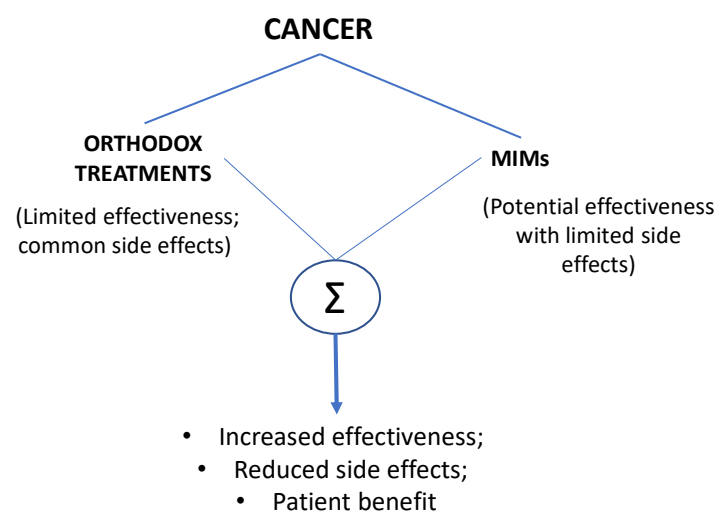 CANCER
ORTHODOX
TREATMENTS
(Limited effectiveness;
common side effects)
MIMs
(Potential effectiveness
with limited side
effects)
Σ
• Increased effectiveness;
• Reduced side effects;
• Patient benefit